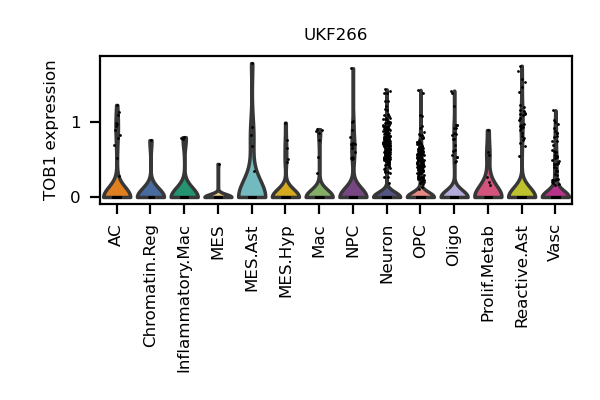 UKF266
TOB1 expression
1
0
AC
Chromatin.Reg
Inflammatory.Mac
MES
MES.Ast
MES.Hyp
Mac
NPC
Neuron
OPC
Oligo
Prolif.Metab
Reactive.Ast
Vasc